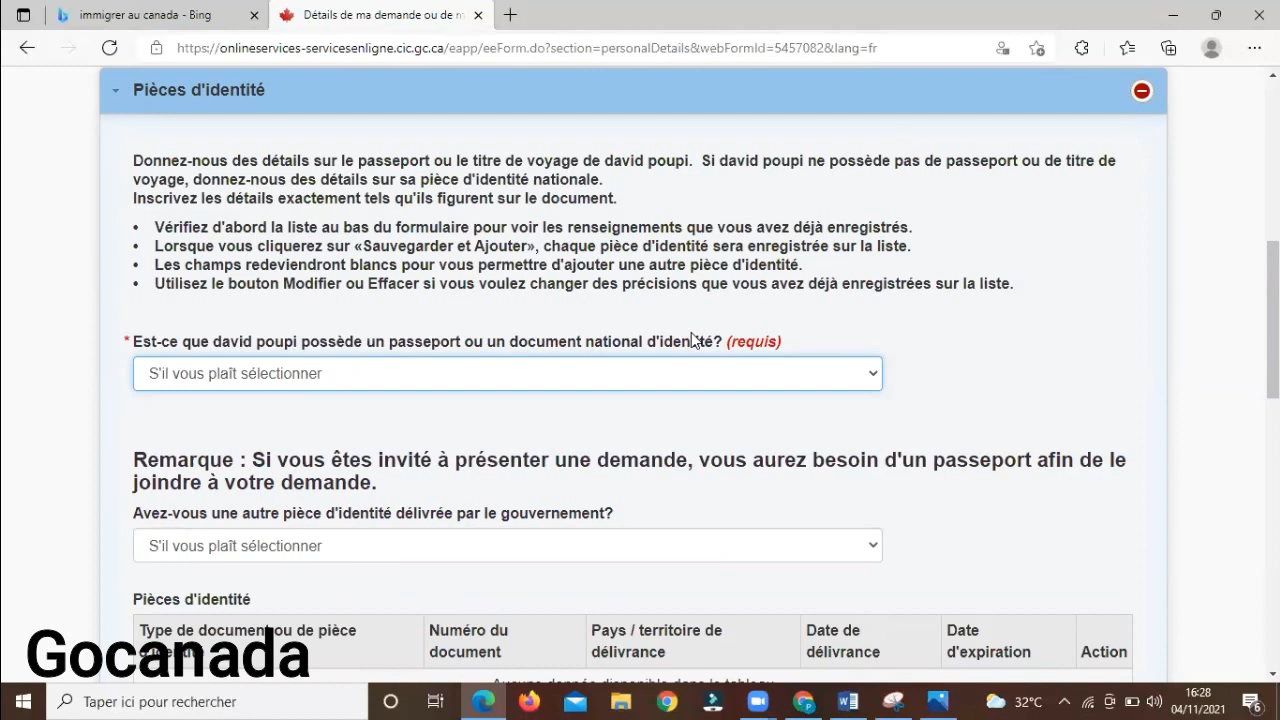 immigrer au canada - Bing
Détails de ma demande ou de m
https://onlineservices-servicesenligne.cic.gc.ca/eapp/eeForm.do?section=personalDetails&webFormId=5457082&lang=fr
Pièces d'identité
Donnez-nous des détails sur le passeport ou le titre de voyage de david poupi. Si david poupi ne possède pas de passeport ou de titre de
voyage, donnez-nous des détails sur sa pièce d'identité nationale.
Inscrivez les détails exactement tels qu'ils figurent sur le document.
• Vérifiez d'abord la liste au bas du formulaire pour voir les renseignements que vous avez déjà enregistrés.
• Lorsque vous cliquerez sur «Sauvegarder et Ajouter», chaque pièce d'identité sera enregistrée sur la liste.
• Les champs redeviendront blancs pour vous permettre d'ajouter une autre pièce d'identité.
• Utilisez le bouton Modifier ou Effacer si vous voulez changer des précisions que vous avez déjà enregistrées sur la liste.
* Est-ce que david poupi possède un passeport ou un document national d'identité? (requis)
S'il vous plaît sélectionner
Remarque : Si vous êtes invité à présenter une demande, vous aurez besoin d'un passeport afin de le
joindre à votre demande.
Avez-vous une autre pièce d'identité délivrée par le gouvernement?
S'il vous plaît sélectionner
Pièces d'identité
Type de document ou de pièce
Numéro du
document
Pays / territoire de
délivrance
Date de
délivrance
Date
d'expiration
Action
Aucune donnée disponible dans le tableau
Gocanada
Taper ici pour rechercher
32°C
16:28
04/11/2021
6